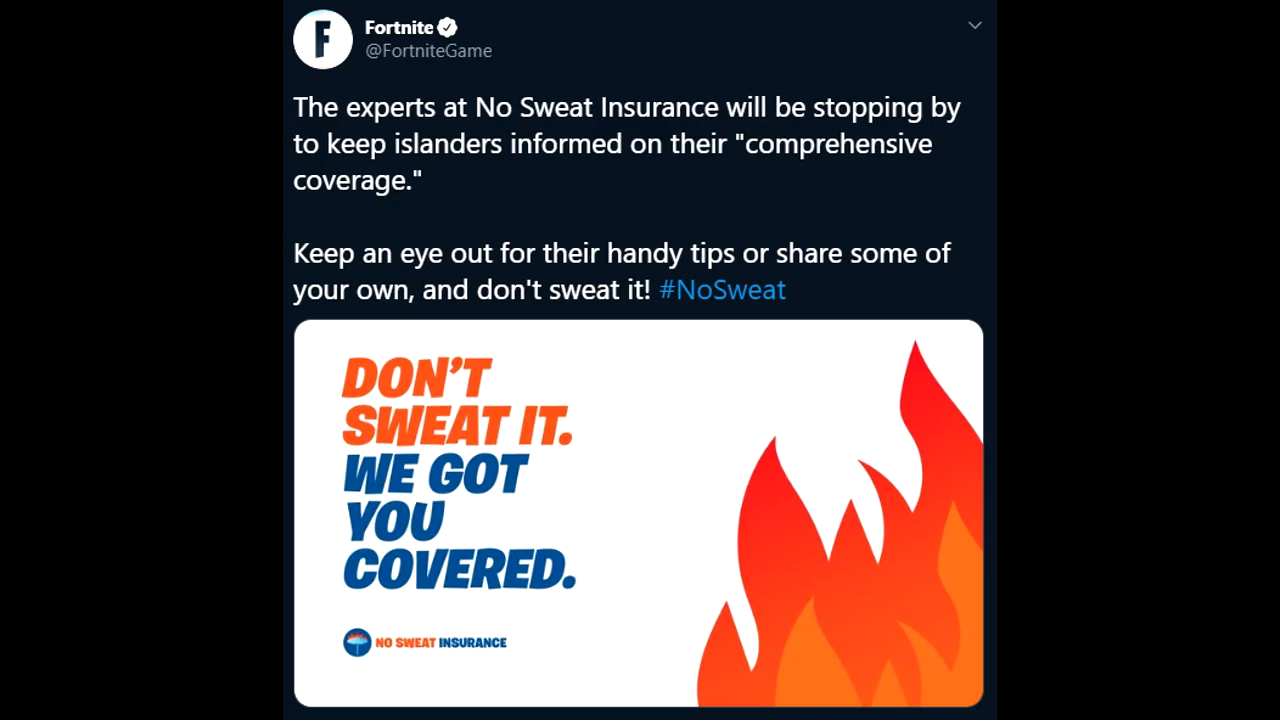 Fortnite
@FortniteGame
The experts at No Sweat Insurance will be stopping by
to keep islanders informed on their "comprehensive
coverage."
Keep an eye out for their handy tips or share some of
your own, and don't sweat it! #NoSweat
DON'T
SWEAT IT.
WE GOT
YOU
COVERED.
NO SWEAT INSURANCE